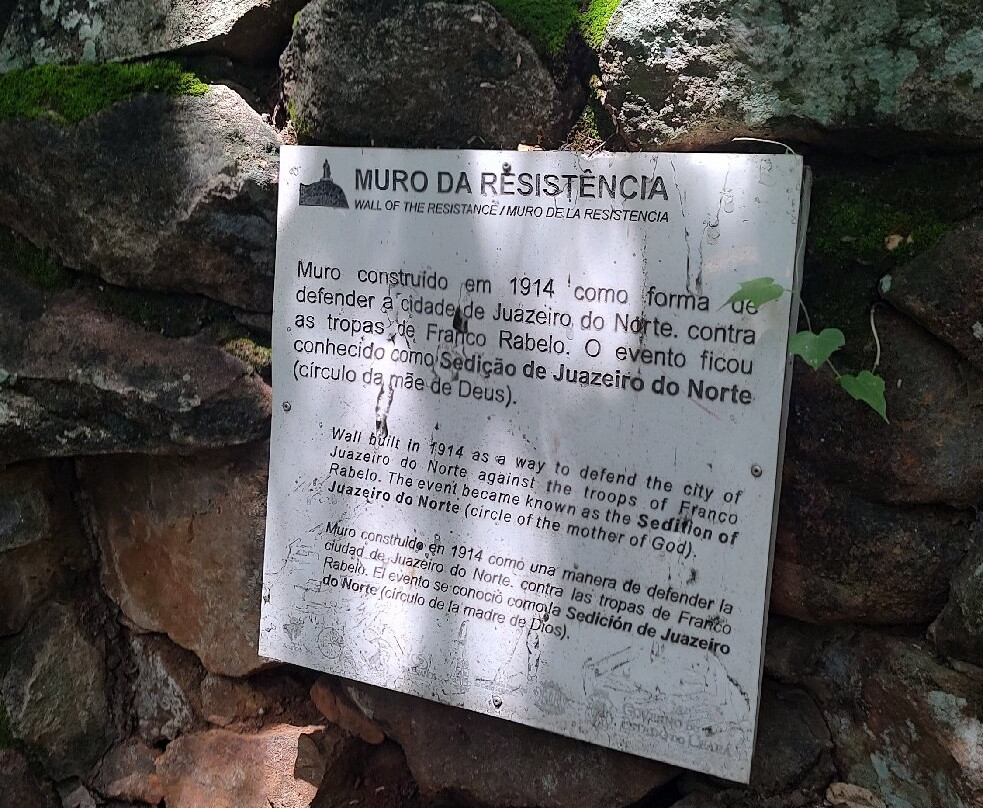 MURO DA RESISTÊNCIA
WALL OF THE RESISTANCE / MURO DE LA RESISTENCIA
Muro construído em 1914 como forma de
defender a cidade de Juazeiro do Norte. contra
as tropas de Franco Rabelo. O evento ficou
conhecido como Sedição de Juazeiro do Norte
(círculo da mãe de Deus).
Wall built in 1914 as a way to defend the city of
Juazeiro do Norte against the troops of Franco
Rabelo. The event became known as the Sedition of
Juazeiro do Norte (circle of the mother of God).
Muro construido en 1914 como una manera de defender la
ciudad de Juazeiro do Norte. contra las tropas de Franco
Rabelo. El evento se conoció como la Sedición de Juazeiro
do Norte (círculo de la madre de Dios).
GOVERNO DO
ESTADO DO CEARÁ